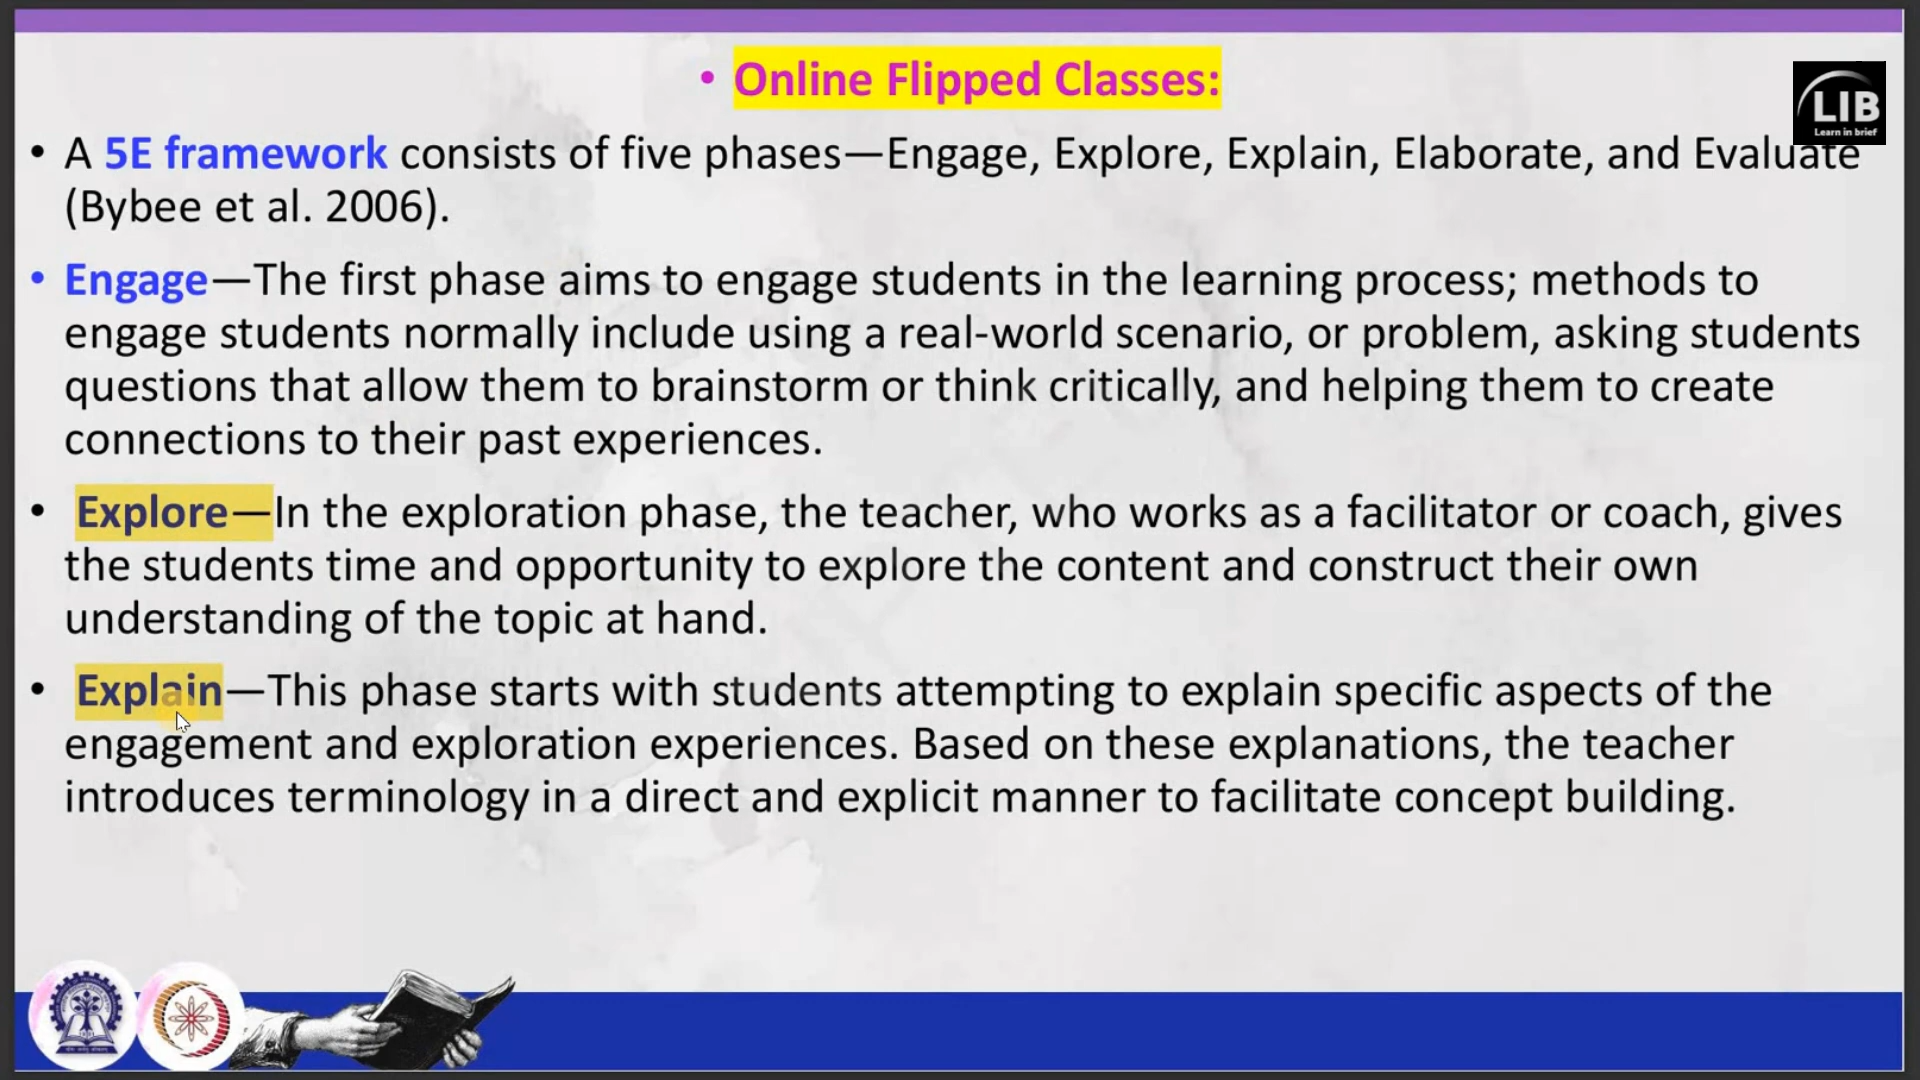 • Online Flipped Classes:
LIB
Learn in brief
• A 5E framework consists of five phases—Engage, Explore, Explain, Elaborate, and Evaluate
(Bybee et al. 2006).
• Engage—The first phase aims to engage students in the learning process; methods to
engage students normally include using a real-world scenario, or problem, asking students
questions that allow them to brainstorm or think critically, and helping them to create
connections to their past experiences.
• Explore—In the exploration phase, the teacher, who works as a facilitator or coach, gives
the students time and opportunity to explore the content and construct their own
understanding of the topic at hand.
• Explain—This phase starts with students attempting to explain specific aspects of the
engagement and exploration experiences. Based on these explanations, the teacher
introduces terminology in a direct and explicit manner to facilitate concept building.